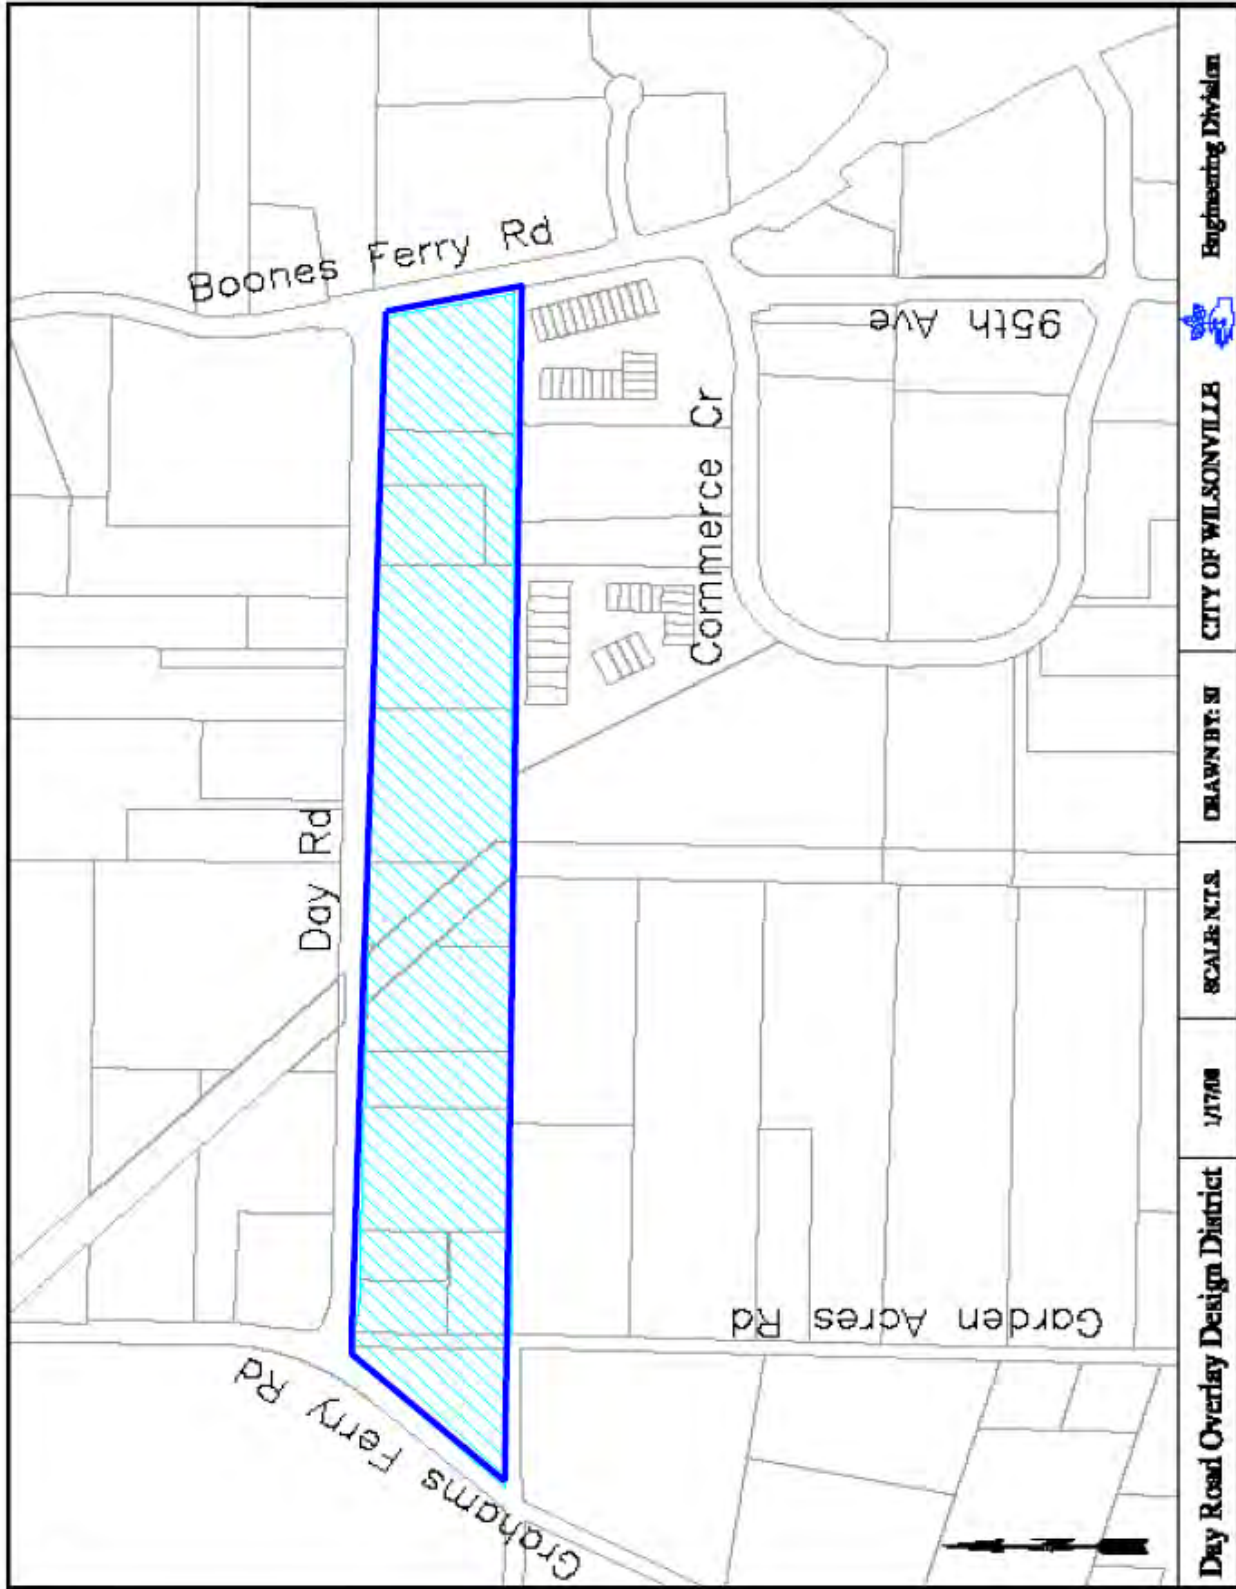 Boones Ferry Rd
95th Ave
Commerce Cr
Day Rd
Garden Acres Rd
Grahams Ferry Rd
Day Road Overlay Design District
1/17/08
SCALE: N.T.S.
DRAWN BY: SI
CITY OF WILSONVILLE
Engineering Division